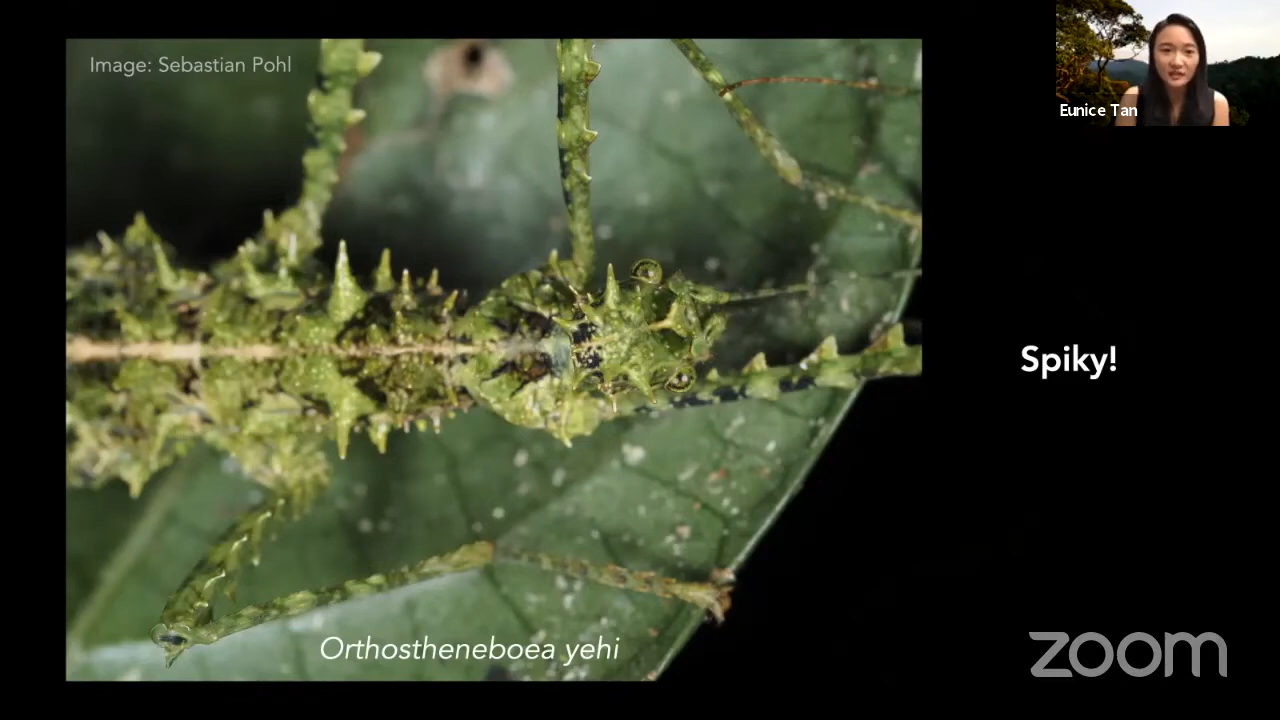 Image: Sebastian Pohl
Eunice Tan
Spiky!
Orthostheneboea yehi
zoom